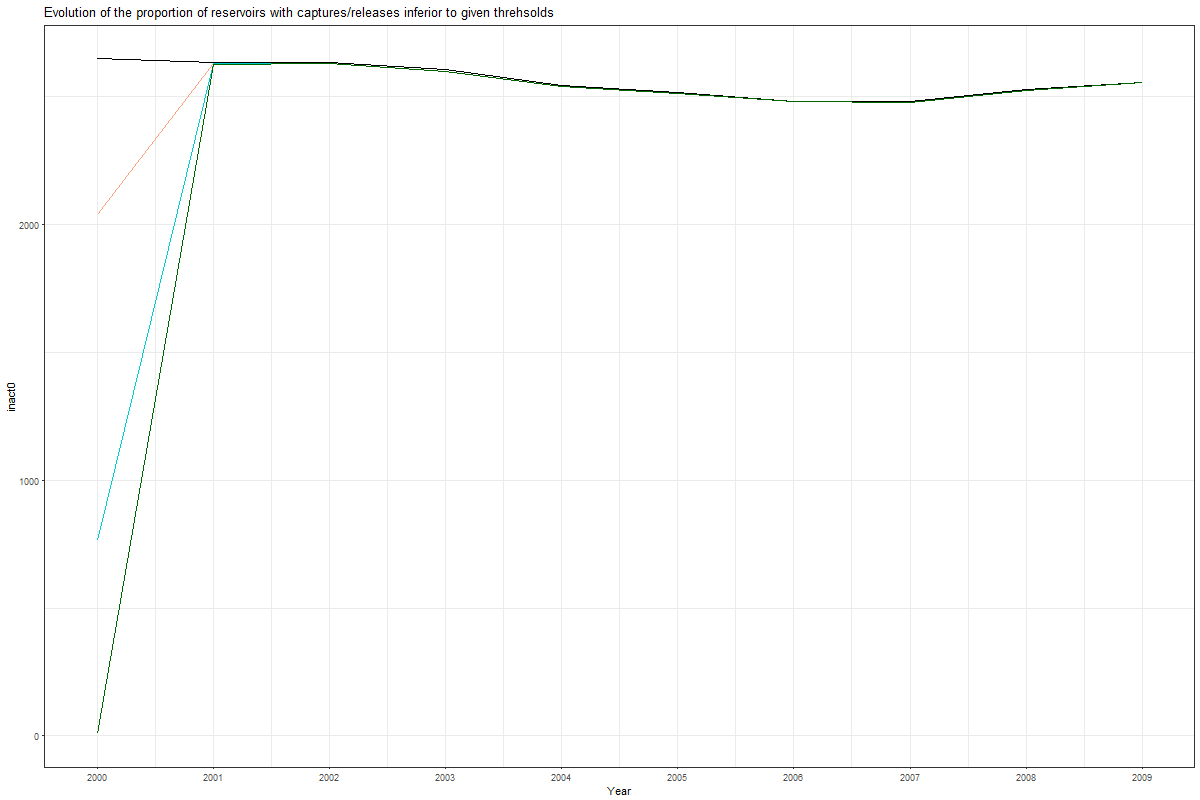 Evolution of the proportion of reservoirs with captures/releases inferior to given threhsolds
inact0
2000
1000
0
2000 2001 2002 2003 2004 2005 2006 2007 2008 2009
Year